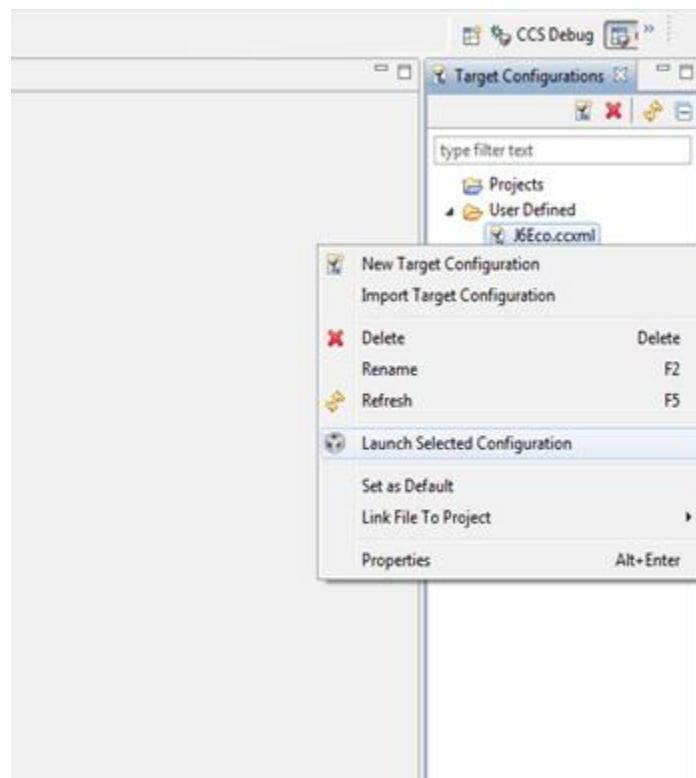 CCS Debug »
Target Configurations
type filter text
Projects
User Defined
J6Eco.ccxml
New Target Configuration
Import Target Configuration
Delete Delete
Rename F2
Refresh F5
Launch Selected Configuration
Set as Default
Link File To Project
Properties Alt+Enter